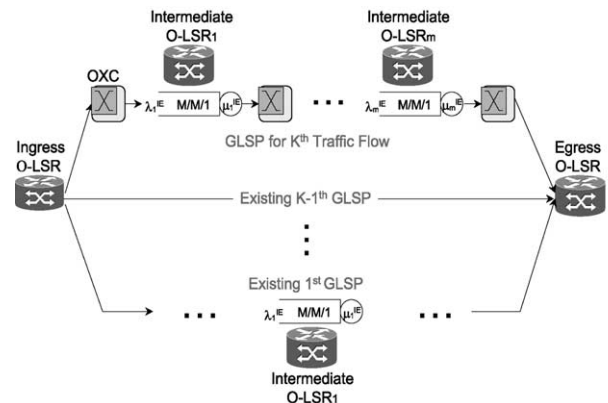 Intermediate
O-LSR1
Intermediate
O-LSRm
OXC
λ1IE M/M/1 μ1IE
λmIE M/M/1 μmIE
GLSP for Kth Traffic Flow
Ingress
O-LSR
Egress
O-LSR
Existing K-1th GLSP
Existing 1st GLSP
λ1IE M/M/1 μ1IE
Intermediate
O-LSR1